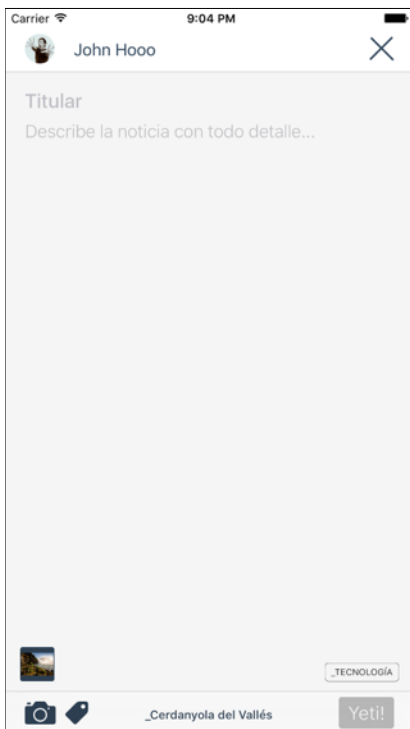 Carrier 9:04 PM
John Hooo
Titular
Describe la noticia con todo detalle...
_TECNOLOGÍA
_Cerdanyola del Vallés Yeti!